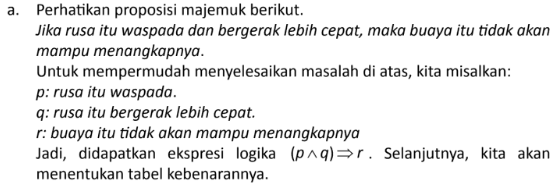 a. Perhatikan proposisi majemuk berikut.
Jika rusa itu waspada dan bergerak lebih cepat, maka buaya itu tidak akan
mampu menangkapnya.
Untuk mempermudah menyelesaikan masalah di atas, kita misalkan:
p: rusa itu waspada.
q: rusa itu bergerak lebih cepat.
r: buaya itu tidak akan mampu menangkapnya
Jadi, didapatkan ekspresi logika (p ∧ q) ⇒ r . Selanjutnya, kita akan
menentukan tabel kebenarannya.